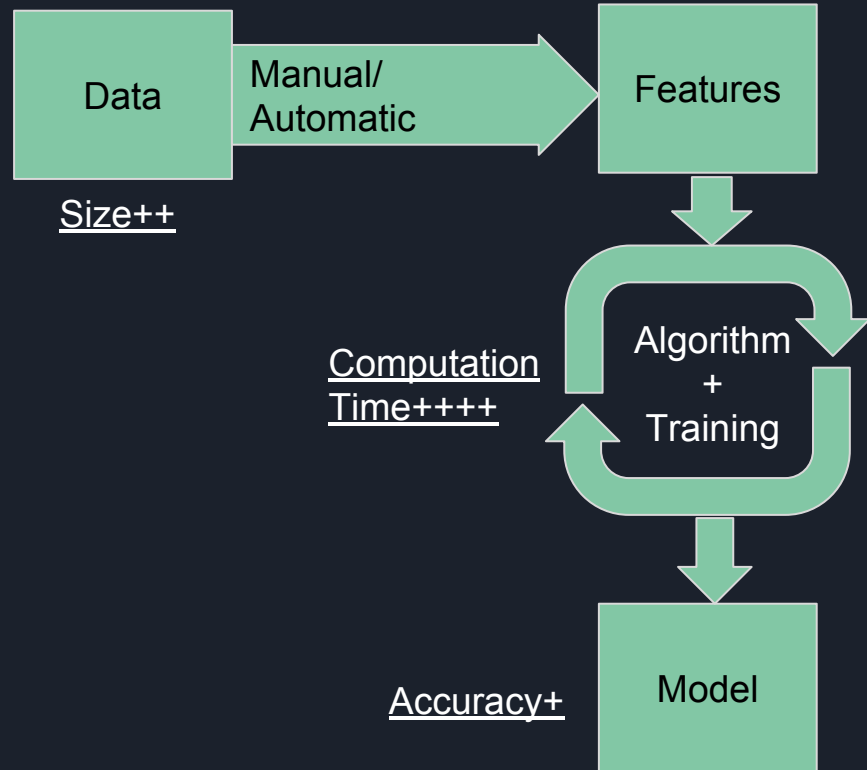 Data
Manual/
Automatic
Features
Size++
Computation
Time++++
Algorithm
+
Training
Accuracy+
Model